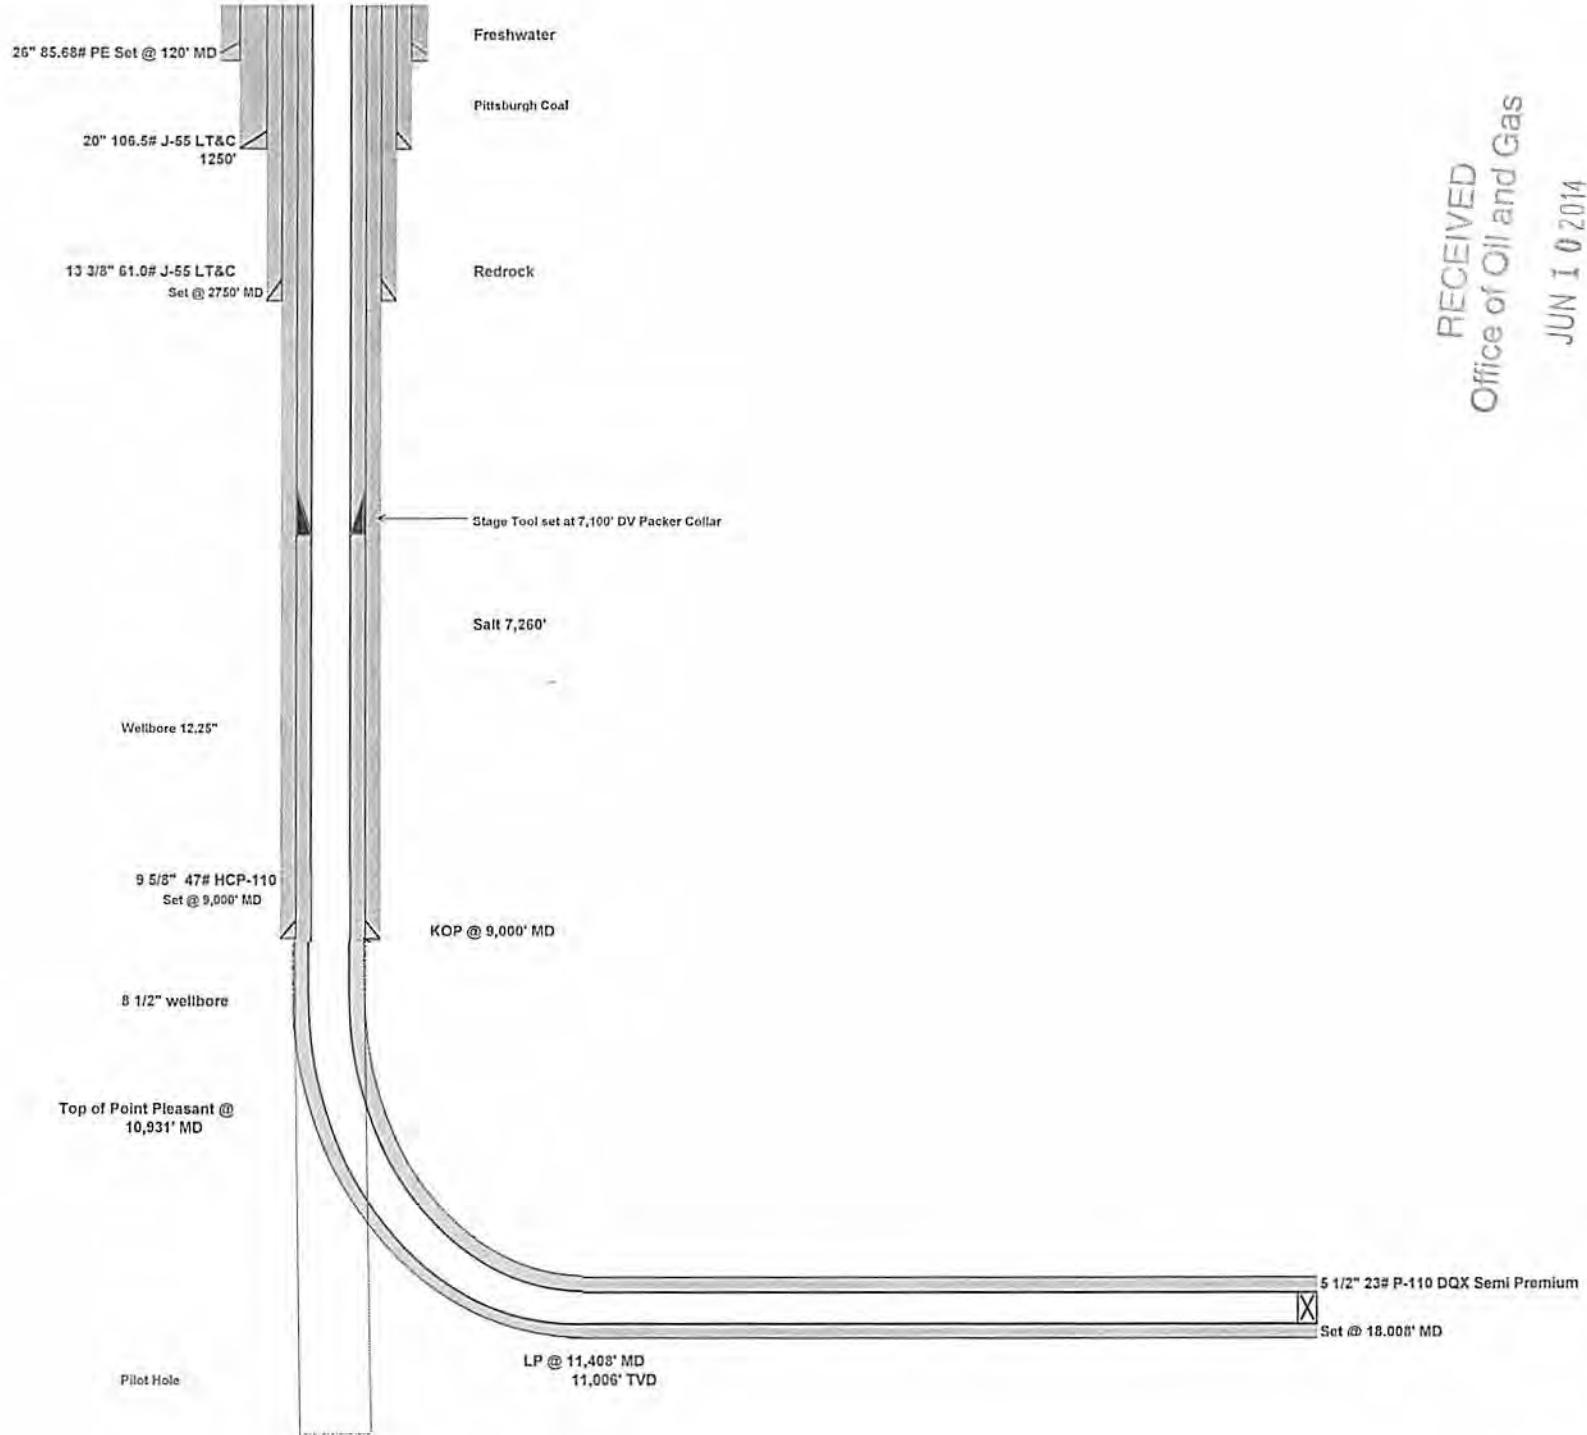 Freshwater
26" 85.68# PE Set @ 120' MD
Pittsburgh Coal
20" 106.5# J-55 LT&C
1250'
13 3/8" 61.0# J-55 LT&C
Set @ 2750' MD
Redrock
RECEIVED
Office of Oil and Gas
JUN 10 2014
Stage Tool set at 7,100' DV Packer Collar
Salt 7,260'
Wellbore 12.25"
9 5/8" 47# HCP-110
Set @ 9,000' MD
KOP @ 9,000' MD
8 1/2" wellbore
Top of Point Pleasant @
10,931' MD
5 1/2" 23# P-110 DQX Semi Premium
Set @ 18.008' MD
LP @ 11,408' MD
11,006' TVD
Pilot Hole